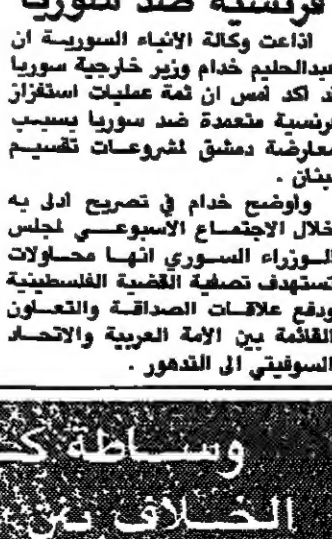 فرنسية ضد سوريا
اذاعت وكالة الانباء السورية ان
عبدالحليم خدام وزير خارجية سوريا
قد اكد امس ان ثمة عمليات استفزاز
فرنسية متعمدة ضد سوريا بسبب
معارضة دمشق لمشروعات تقسيم
لبنان .
واوضح خدام في تصريح ادلى به
خلال الاجتماع الاسبوعي لمجلس
الوزراء السوري انها محاولات
تستهدف تصفية القضية الفلسطينية
ودفع علاقات الصداقة والتعاون
القائمة بين الامة العربية والاتحاد
السوفيتي الى التدهور .
وساطة
الخلاف بين